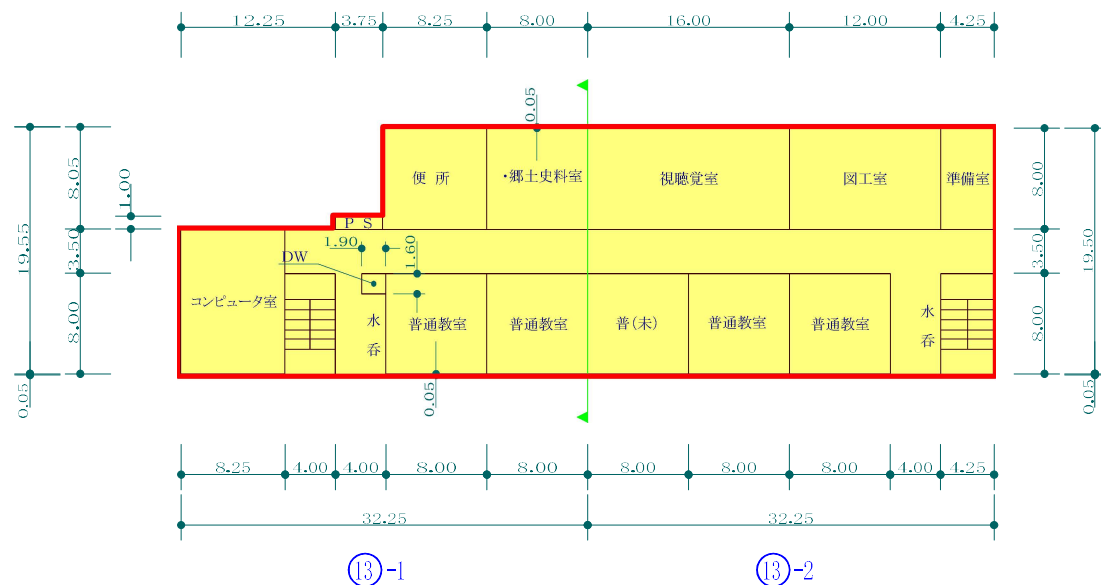 12.25 3.75 8.25 8.00 16.00 12.00 4.25
0.05
8.05
1.00
19.55
3.50
8.00
0.05
便 所
・郷土史料室
視聴覚室
図工室
準備室
P S
1.90
1.60
DW
コンピュータ室
水呑
普通教室
普通教室
普(未)
普通教室
普通教室
水呑
0.05
8.00
3.50
19.50
8.00
0.05
8.25 4.00 4.00 8.00 8.00 8.00 8.00 8.00 4.00 4.25
32.25 32.25
⑬-1 ⑬-2